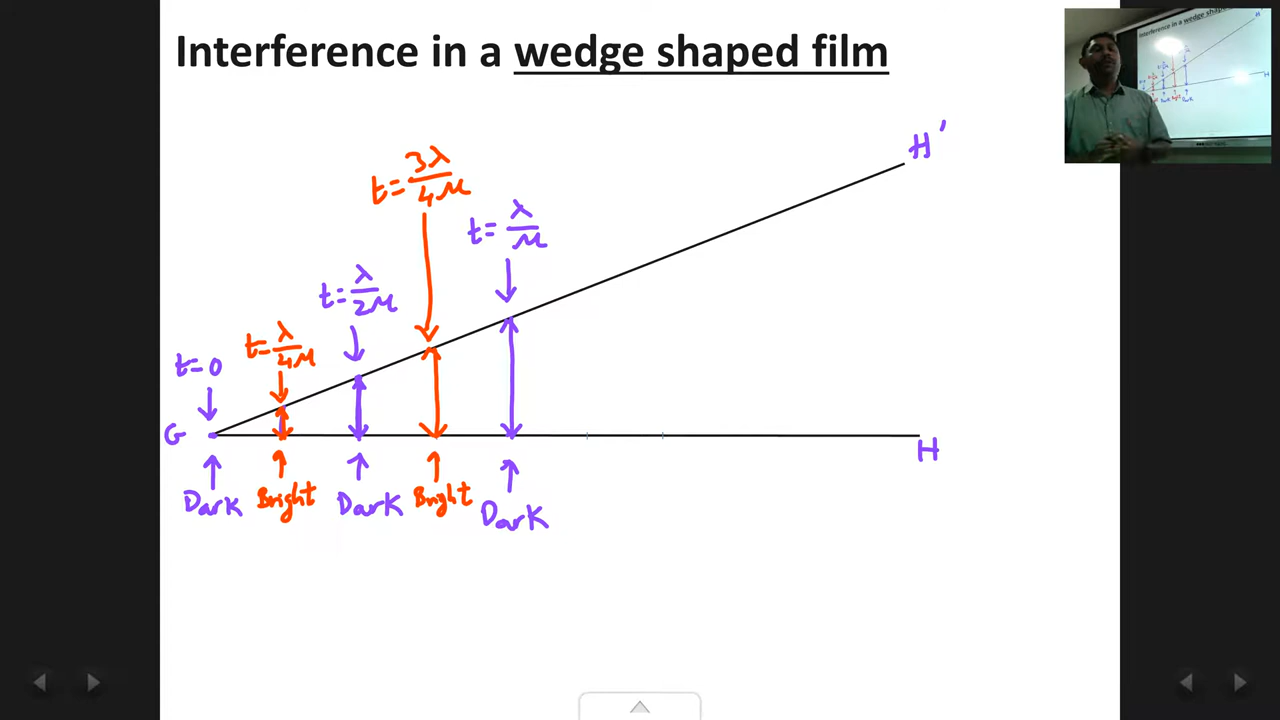 Interference in a wedge shaped film
H'
t=3λ/4μ
t=λ/μ
t=λ/2μ
t=λ/4μ
t=0
G
H
Dark Bright Dark Bright Dark